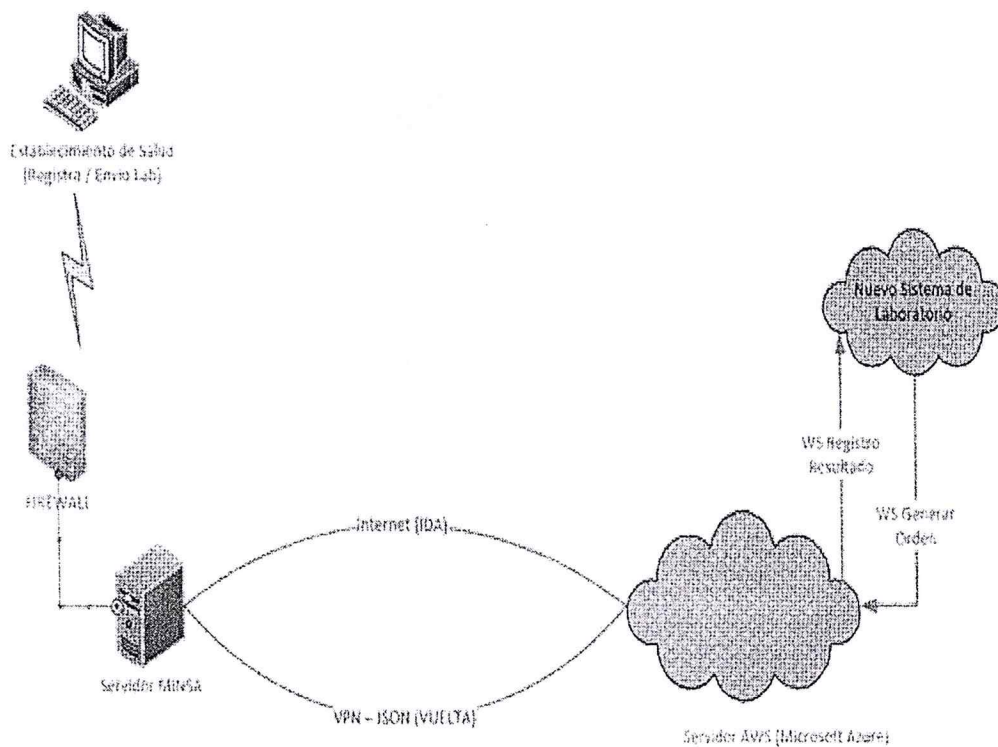 Establecimiento de Salud
(Registra / Envio Lab)
Nuevo Sistema de
Laboratorio
FIREWALL
WS Registro
Resultado
WS Generar
Orden
Internet (IDA)
Servidor MINSA
VPN – JSON (VUELTA)
Servidor AWS (Microsoft Azure)